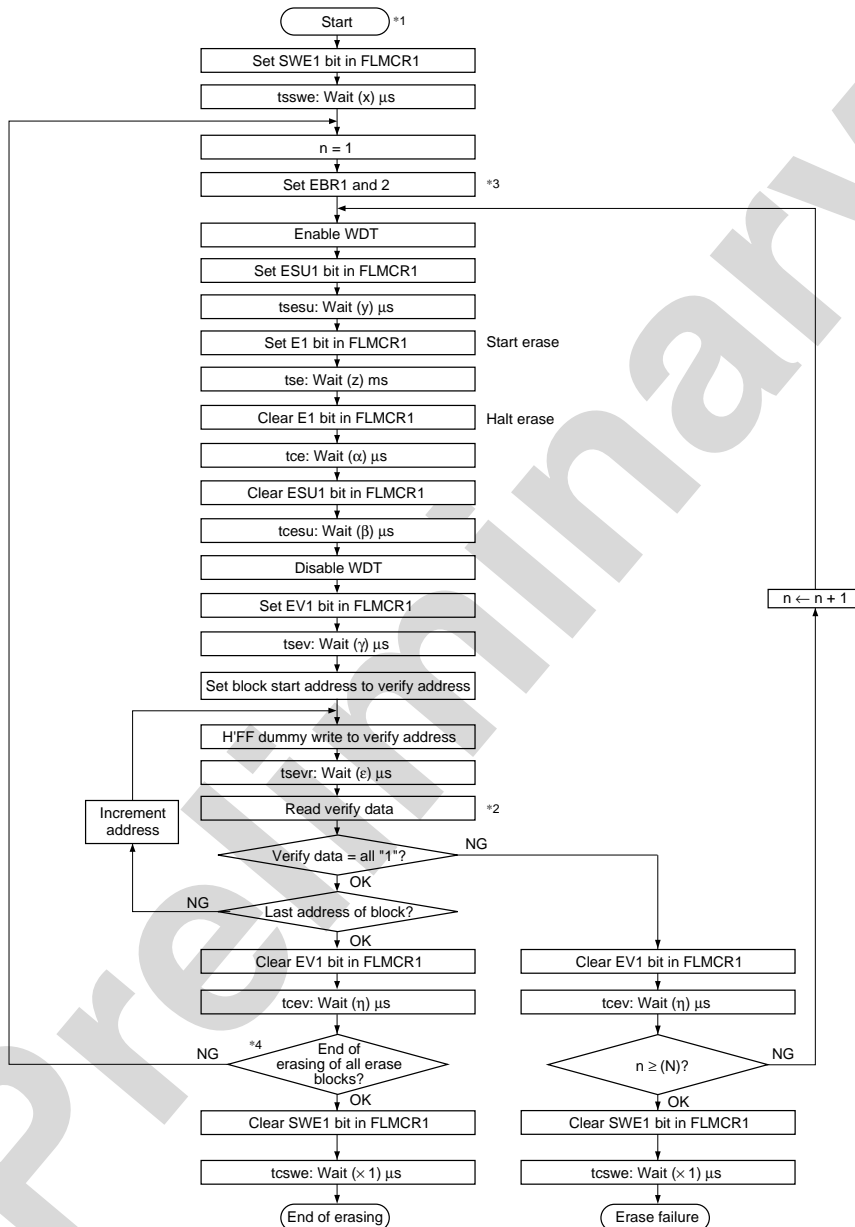 Start *1
Set SWE1 bit in FLMCR1
tsswe: Wait (x) μs
n = 1
Set EBR1 and 2 *3
Enable WDT
Set ESU1 bit in FLMCR1
tsesu: Wait (y) μs
Set E1 bit in FLMCR1 Start erase
tse: Wait (z) ms
Clear E1 bit in FLMCR1 Halt erase
tce: Wait (α) μs
Clear ESU1 bit in FLMCR1
tcesu: Wait (β) μs
Disable WDT
n ← n + 1
Set EV1 bit in FLMCR1
tsev: Wait (γ) μs
Set block start address to verify address
H'FF dummy write to verify address
tsevr: Wait (ε) μs
Read verify data *2
Increment
address
Verify data = all "1"? NG
OK
NG Last address of block?
OK
Clear EV1 bit in FLMCR1 Clear EV1 bit in FLMCR1
tcev: Wait (η) μs tcev: Wait (η) μs
*4
NG End of
erasing of all erase
blocks?
n ≥ (N)? NG
OK OK
Clear SWE1 bit in FLMCR1 Clear SWE1 bit in FLMCR1
tcswe: Wait (× 1) μs tcswe: Wait (× 1) μs
End of erasing Erase failure
Preliminary